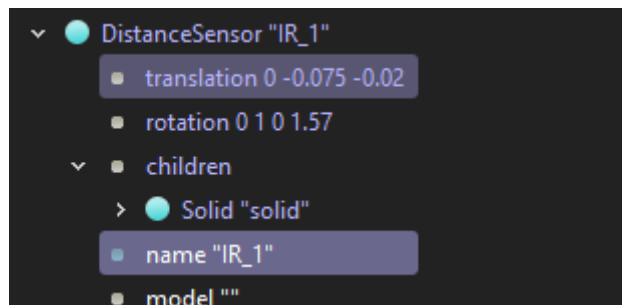 DistanceSensor "IR_1"
translation 0 -0.075 -0.02
rotation 0 1 0 1.57
children
Solid "solid"
name "IR_1"
model ""